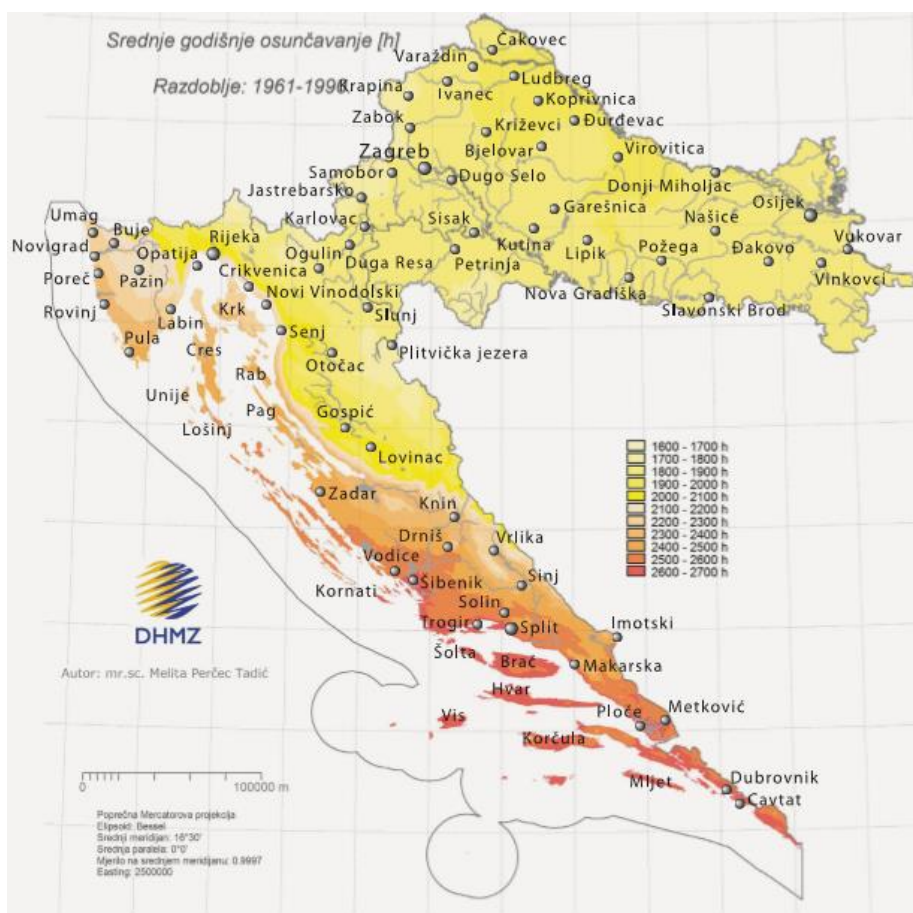 Srednje godišnje osunčavanje [h]
Razdoblje: 1961-1990
Čakovec
Varaždin
Ludbreg
Ivanec
Krapina
Koprivnica
Đurđevac
Zabok
Križevci
Bjelovar
Virovitica
Zagreb
Samobor
Dugo Selo
Donji Miholjac
Jastrebarsko
Garešnica
Našice
Osijek
Umag
Karlovac
Sisak
Buje
Rijeka
Novigrad
Opatija
Ogulin
Kutina
Lipik
Požega
Đakovo
Vukovar
Duga Resa
Petrinja
Crikvenica
Poreč
Pazin
Vinkovci
Nova Gradiška
Novi Vinodolski
Krk
Rovinj
Labin
Slunj
Slavonski Brod
Senj
Pula
Cres
Otočac
Plitvička jezera
Rab
Unije
Pag
Gospić
Lošinj
Lovinac
1600 - 1700 h
1700 - 1800 h
1800 - 1900 h
1900 - 2000 h
2000 - 2100 h
2100 - 2200 h
2200 - 2300 h
2300 - 2400 h
2400 - 2500 h
2500 - 2600 h
2600 - 2700 h
Zadar
Knin
Drniš
Vrlika
Vodice
Kornati
Šibenik
Sinj
Solin
Trogir
Split
Imotski
DHMZ
Autor: mr.sc. Melita Perčec Tadić
Šolta
Brač
Makarska
Hvar
Vis
Ploče
Metković
Korčula
Mljet
Dubrovnik
Cavtat
0
100000 m
Poprečna Mercatorova projekcija
Elipsoid: Bessel
Srednji meridijan: 16°30'
Srednja paralela: 0°0'
Mjerilo na srednjem meridijanu: 0.9997
Easting: 2500000